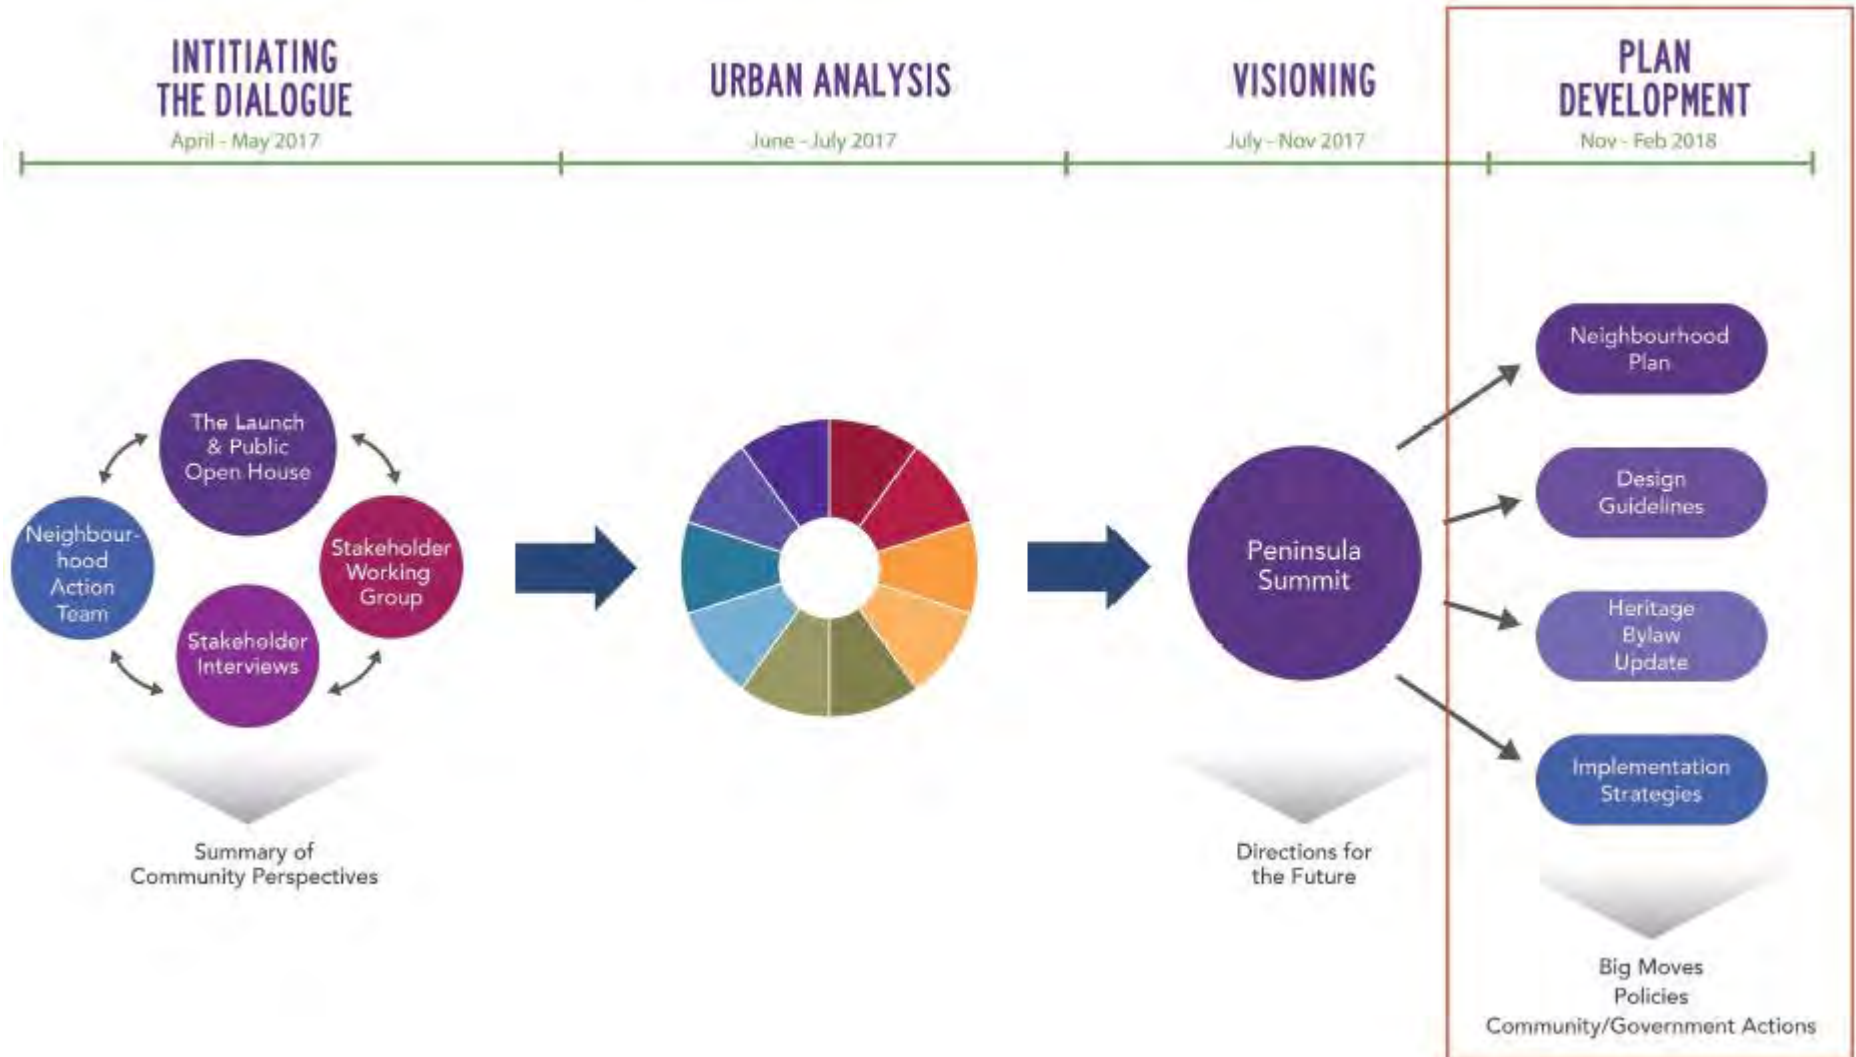 INTITIATING
THE DIALOGUE
April - May 2017
URBAN ANALYSIS
June - July 2017
VISIONING
July - Nov 2017
PLAN
DEVELOPMENT
Nov - Feb 2018
The Launch
& Public
Open House
Neighbour-
hood
Action
Team
Stakeholder
Working
Group
Stakeholder
Interviews
Summary of
Community Perspectives
Peninsula
Summit
Directions for
the Future
Neighbourhood
Plan
Design
Guidelines
Heritage
Bylaw
Update
Implementation
Strategies
Big Moves
Policies
Community/Government Actions